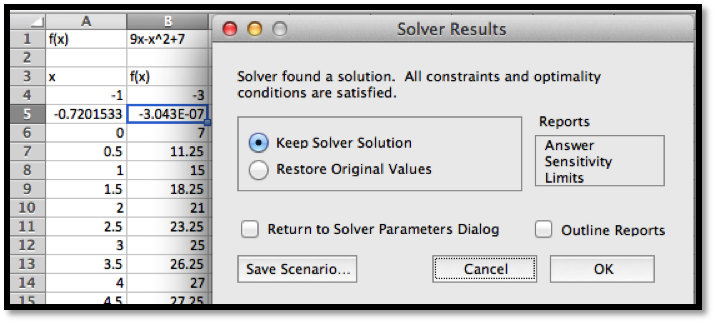 A B
1 f(x) 9x-x^2+7
2
3 x f(x)
4 -1 -3
5 -0.7201533 -3.043E-07
6 0 7
7 0.5 11.25
8 1 15
9 1.5 18.25
10 2 21
11 2.5 23.25
12 3 25
13 3.5 26.25
14 4 27
15 4.5 27.25
Solver Results
Solver found a solution. All constraints and optimality
conditions are satisfied.
Keep Solver Solution
Restore Original Values
Reports
Answer
Sensitivity
Limits
Return to Solver Parameters Dialog
Outline Reports
Save Scenario...
Cancel
OK